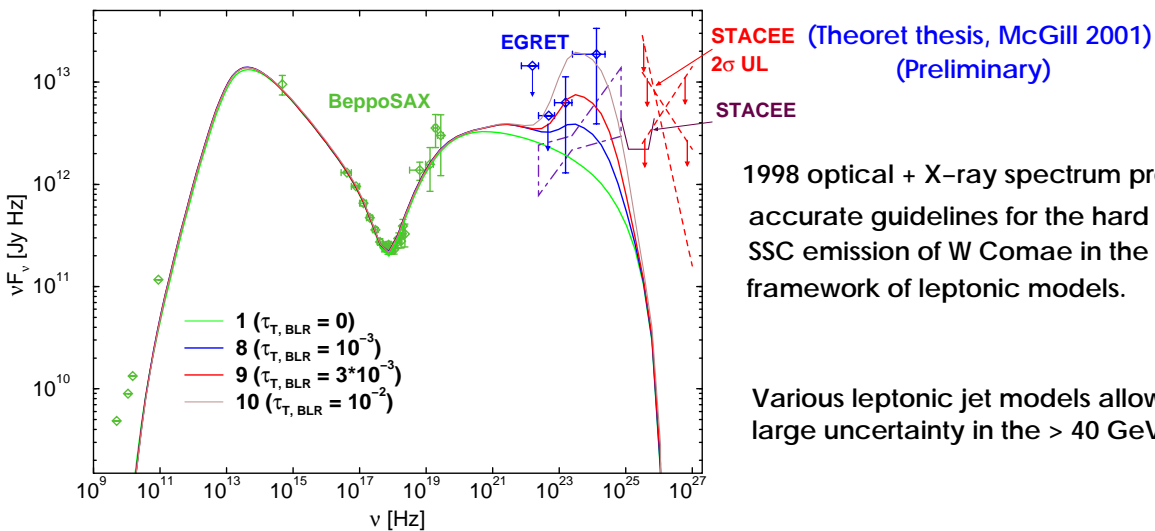 EGRET
STACEE
2σ UL
(Theoret thesis, McGill 2001)
(Preliminary)
BeppoSAX
STACEE
νFν [Jy Hz]
10^13
10^12
10^11
10^10
1998 optical + X−ray spectrum
accurate guidelines for the hard
SSC emission of W Comae in the
framework of leptonic models.
1 (τT, BLR = 0)
8 (τT, BLR = 10^-3)
9 (τT, BLR = 3*10^-3)
10 (τT, BLR = 10^-2)
Various leptonic jet models allow
large uncertainty in the > 40 GeV
10^9 10^11 10^13 10^15 10^17 10^19 10^21 10^23 10^25 10^27
ν [Hz]